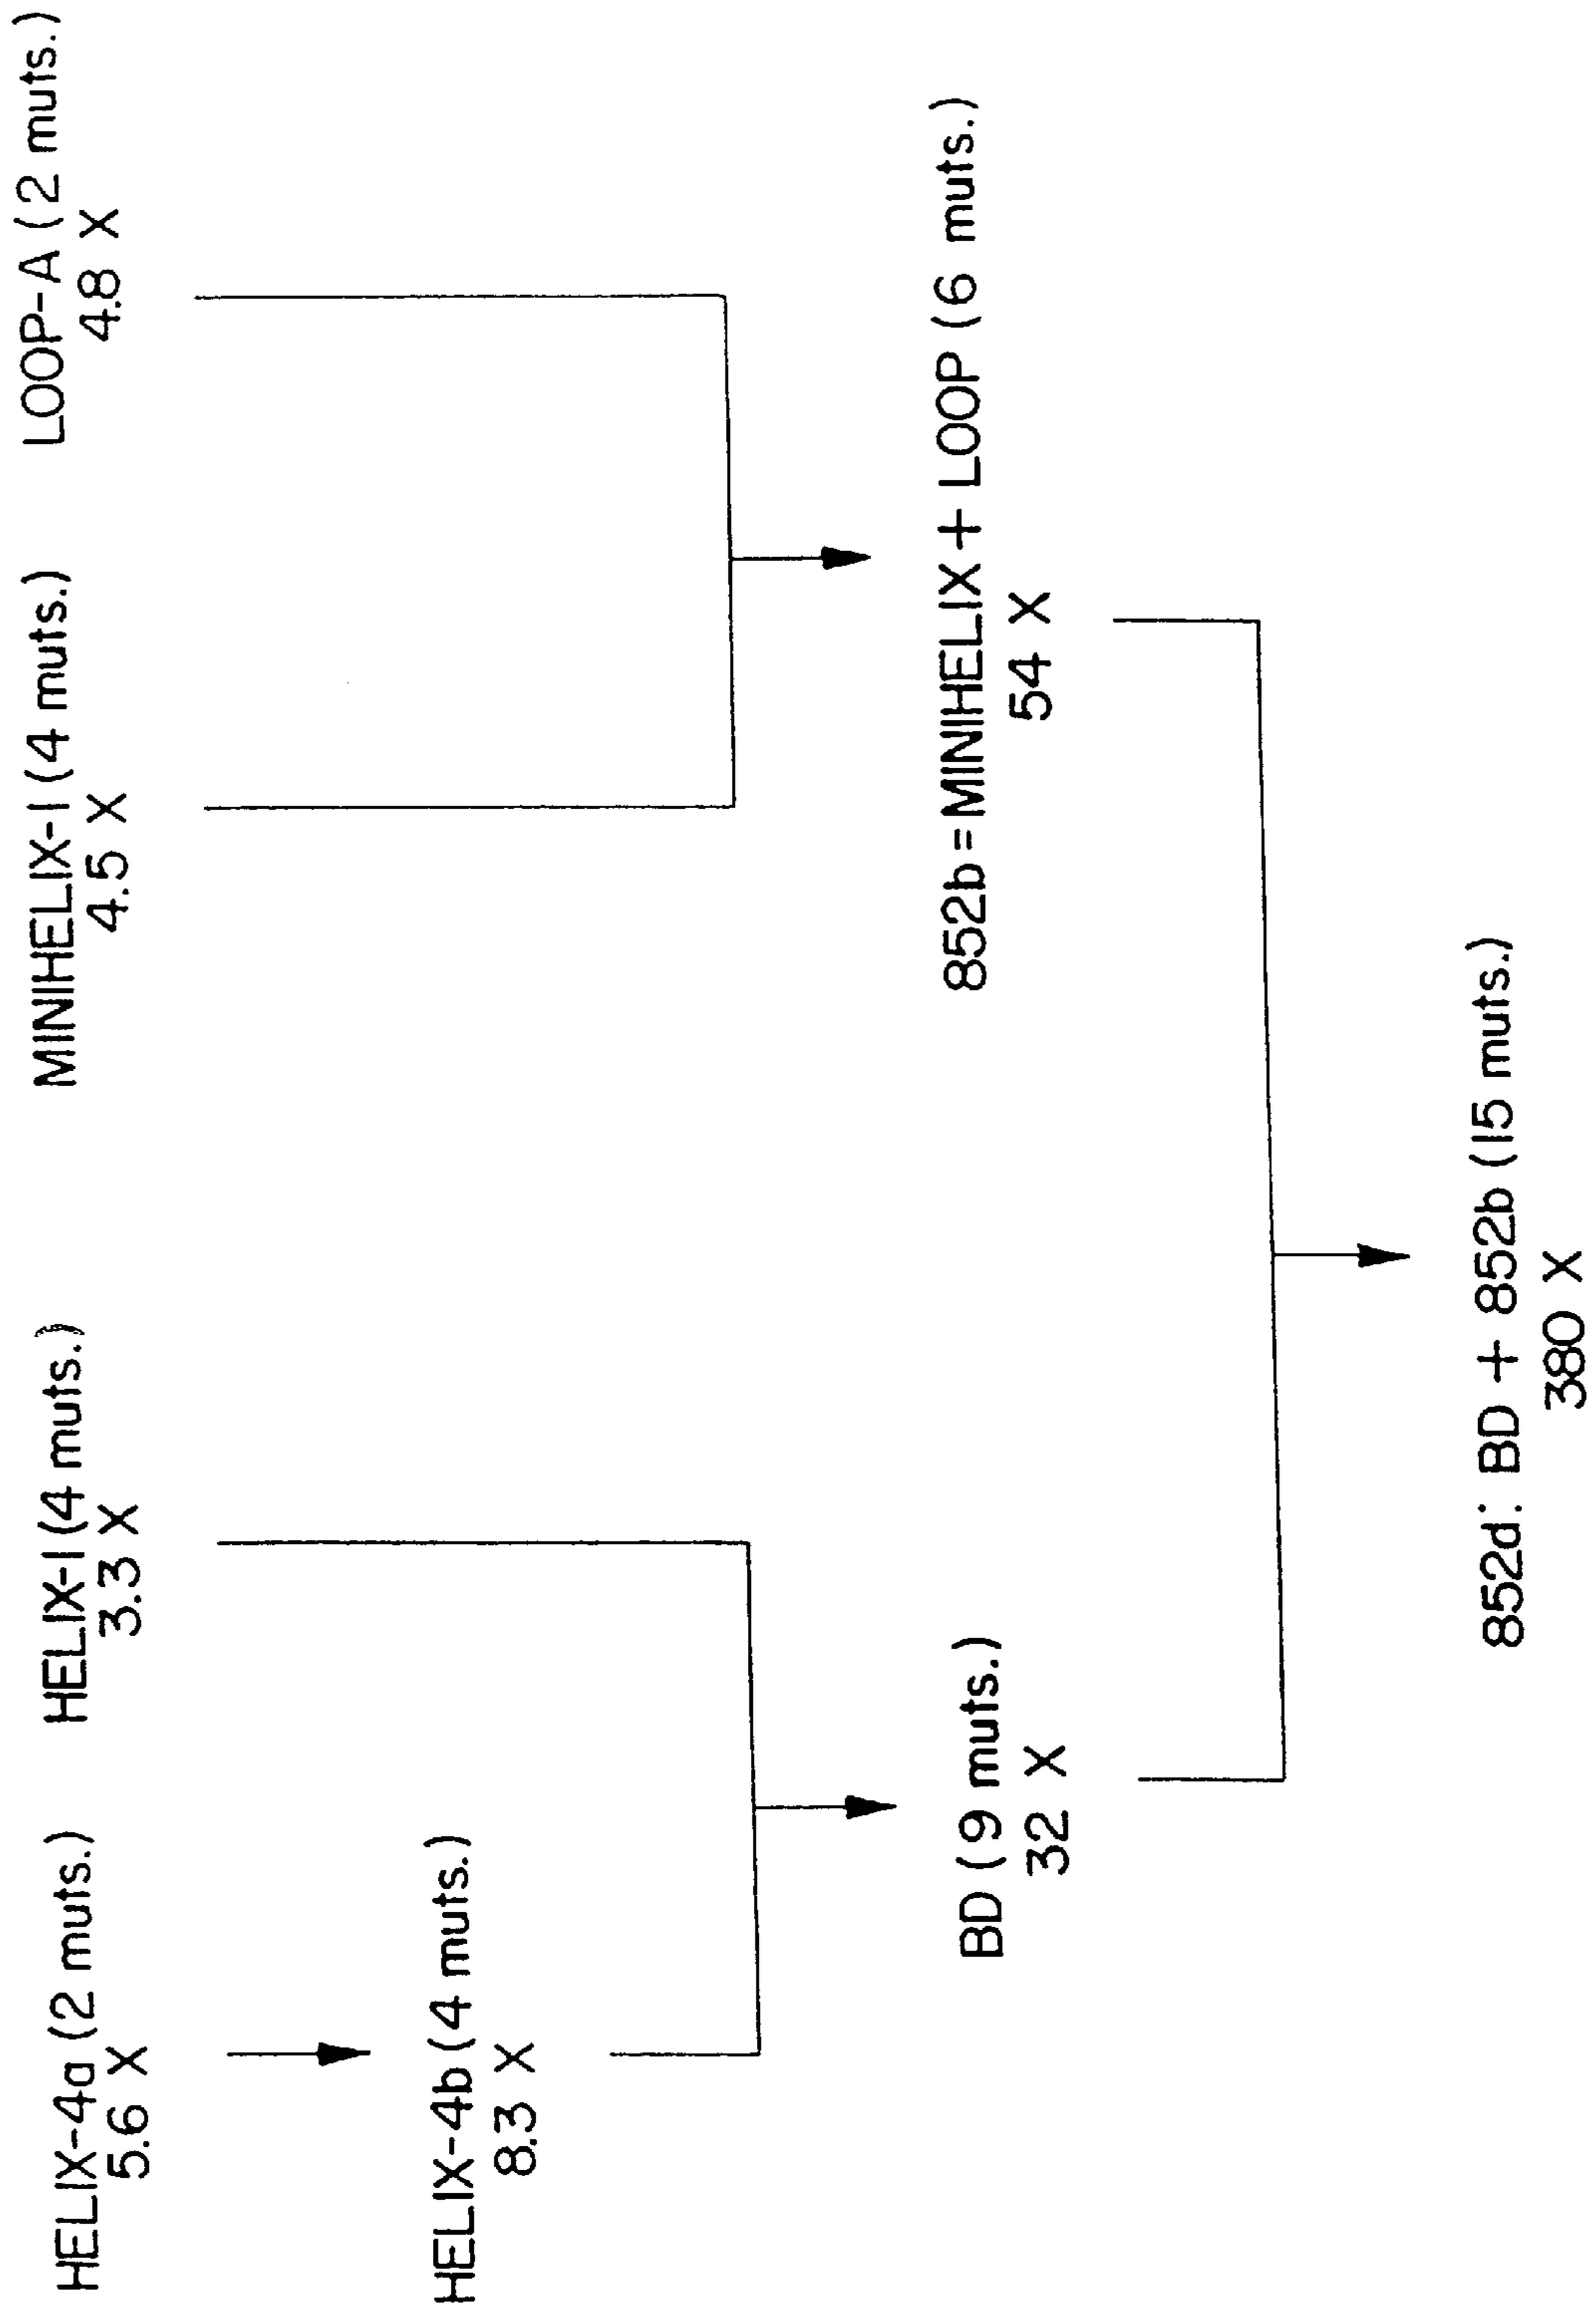 HELIX-4a (2 muts.)
5.6 X
HELIX-1 (4 muts.)
3.3 X
MINIHELIX-1 (4 muts.)
4.5 X
LOOP-A (2 muts.)
4.8 X
HELIX-4b (4 muts.)
8.3 X
BD (9 muts.)
32 X
852b = MINIHELIX + LOOP (6 muts.)
54 X
852d: BD + 852b (15 muts.)
380 X